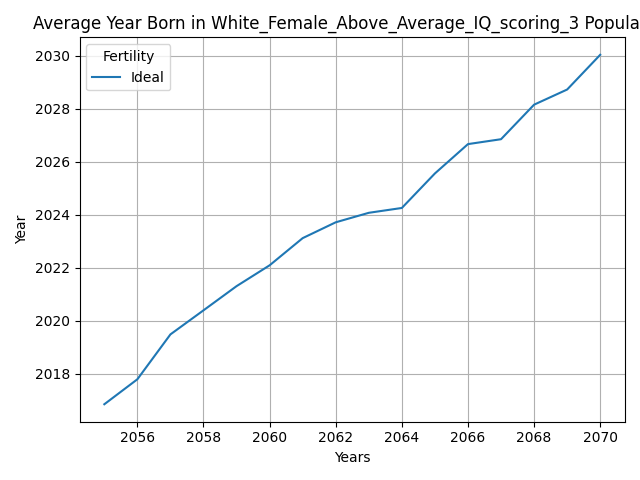 Average Year Born in White_Female_Above_Average_IQ_scoring_3 Popula
Fertility
Ideal
2030
2028
2026
2024
2022
2020
2018
Year
2056 2058 2060 2062 2064 2066 2068 2070
Years